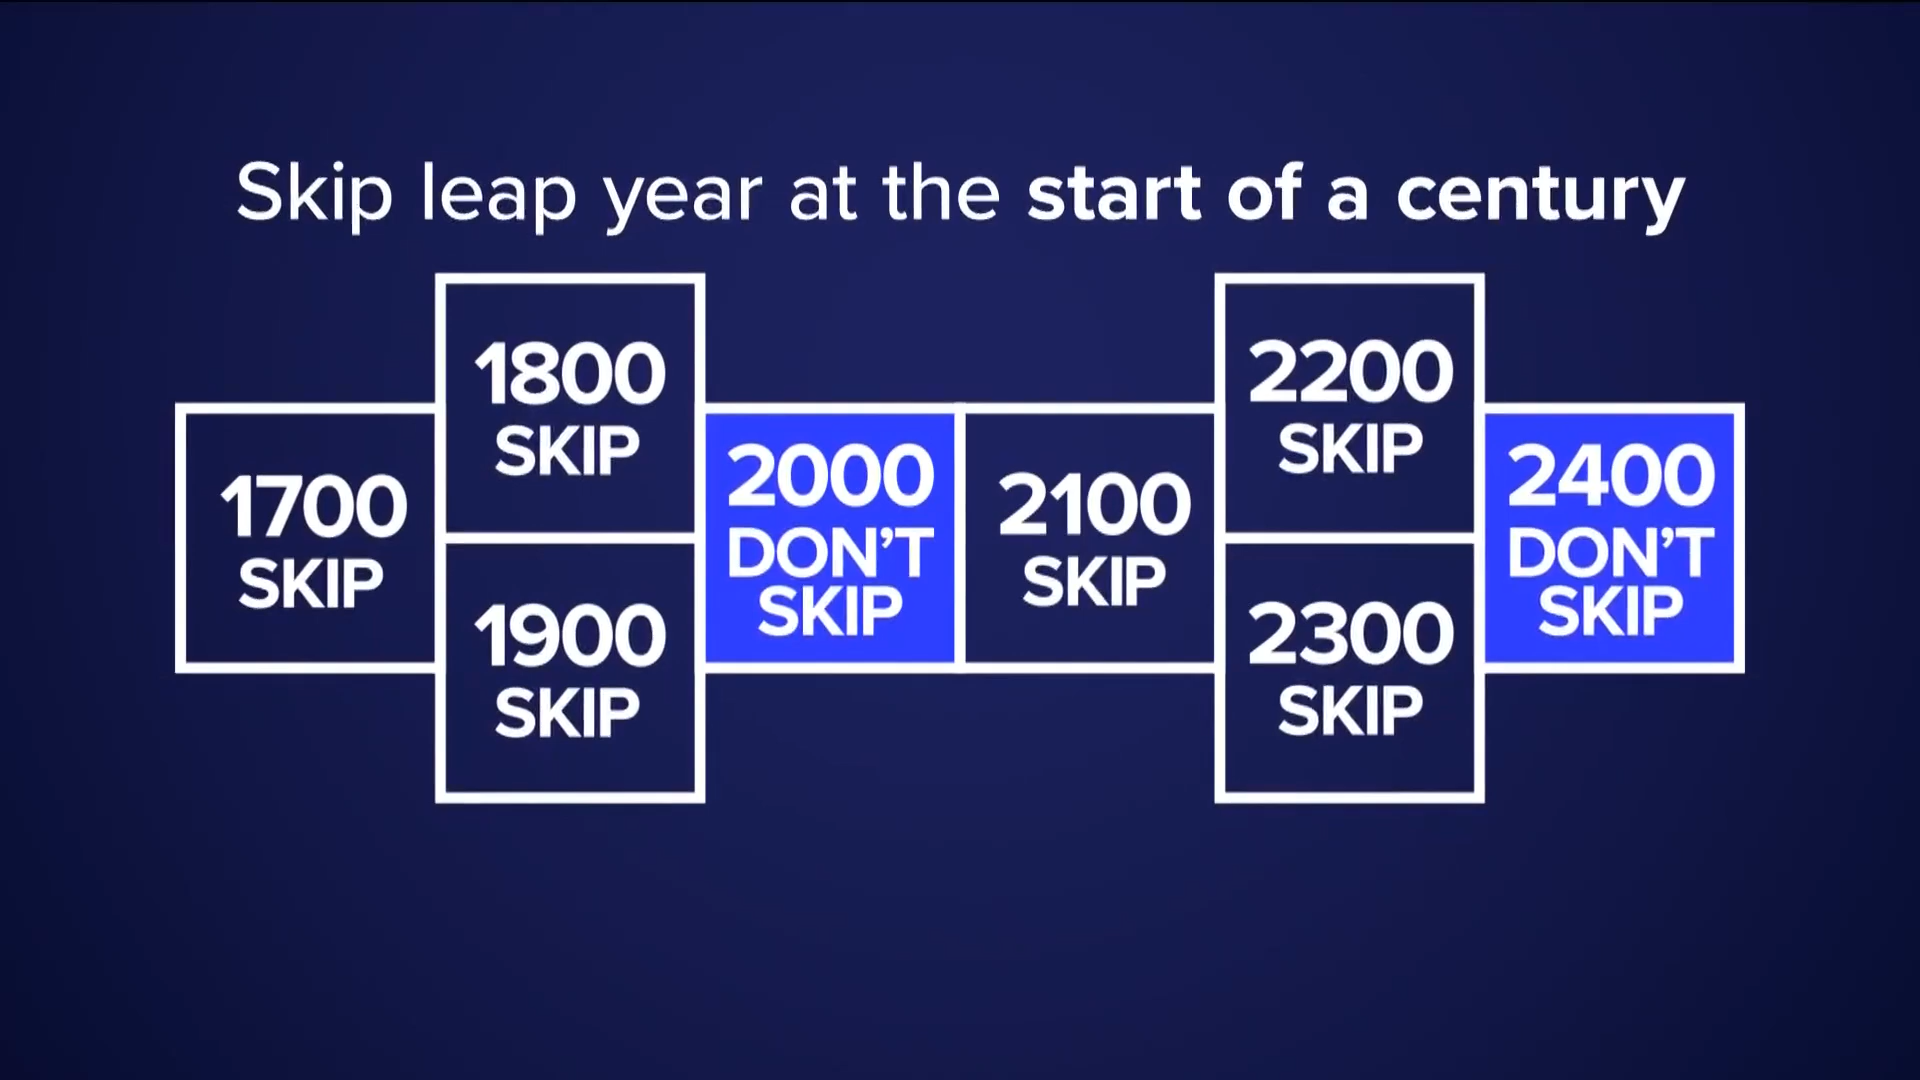 Skip leap year at the start of a century
1700
SKIP
1800
SKIP
1900
SKIP
2000
DON'T
SKIP
2100
SKIP
2200
SKIP
2300
SKIP
2400
DON'T
SKIP